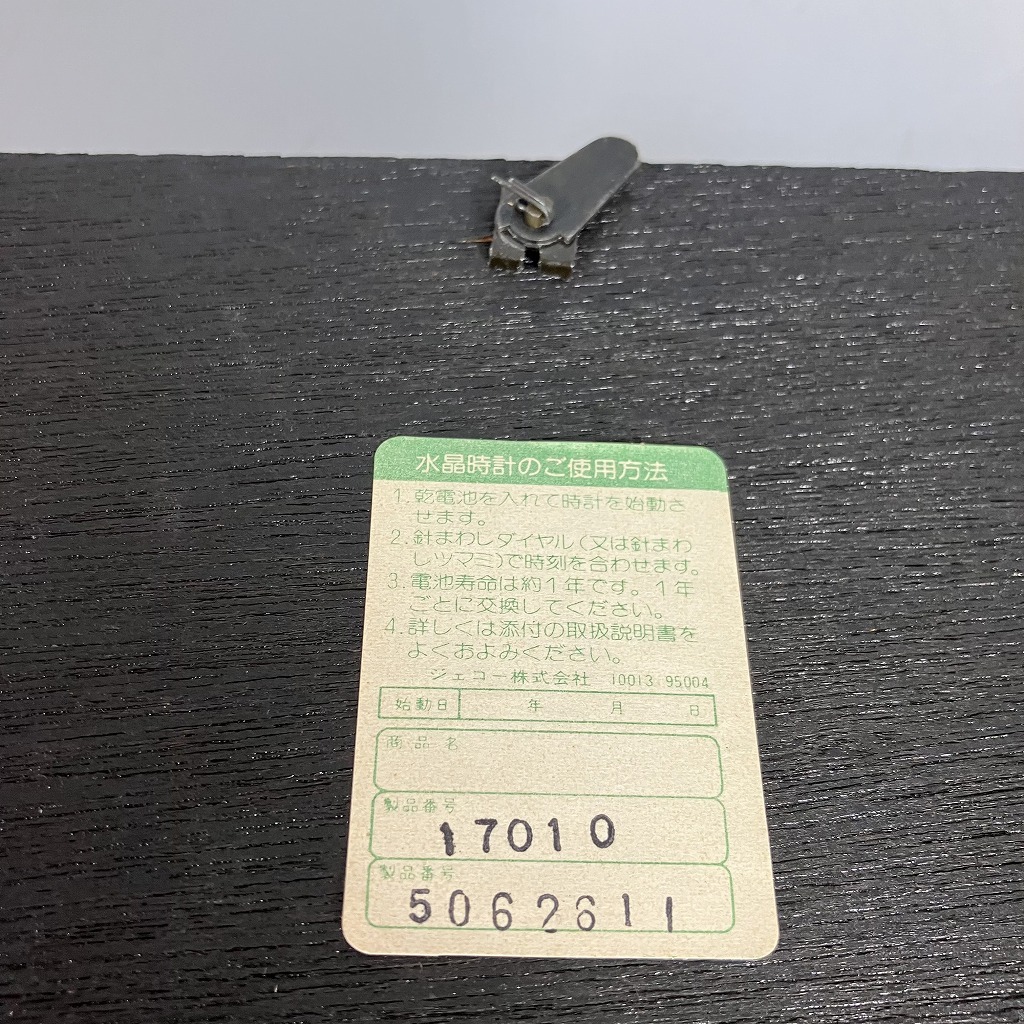 水晶時計のご使用方法
1. 乾電池を入れて時計を始動さ
せます。
2. 針まわしダイヤル(又は針まわ
しツマミ)で時刻を合わせます。
3. 電池寿命は約1年です。1年
ごとに交換してください。
4. 詳しくは添付の取扱説明書を
よくおよみください。
ジェコー株式会社 10013 95004
始動日 年 月 日
商品名
製品番号
17010
製品番号
5062611